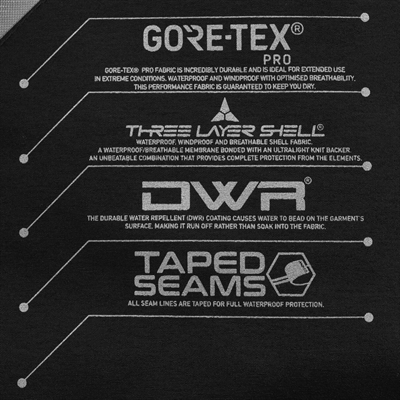 GORE-TEX®
PRO
GORE-TEX® PRO FABRIC IS INCREDIBLY DURABLE AND IS IDEAL FOR EXTENDED USE
IN EXTREME CONDITIONS. WATERPROOF AND WINDPROOF WITH OPTIMISED BREATHABILITY,
THIS PERFORMANCE FABRIC IS GUARANTEED TO KEEP YOU DRY.
THREE LAYER SHELL®
WATERPROOF, WINDPROOF AND BREATHABLE SHELL FABRIC.
A WATERPROOF/BREATHABLE MEMBRANE BONDED WITH AN ULTRALIGHT KNIT BACKER.
AN UNBEATABLE COMBINATION THAT PROVIDES COMPLETE PROTECTION FROM THE ELEMENTS.
DWR®
THE DURABLE WATER REPELLENT (DWR) COATING CAUSES WATER TO BEAD ON THE GARMENT'S
SURFACE, MAKING IT RUN OFF RATHER THAN SOAK INTO THE FABRIC.
TAPED
SEAMS
ALL SEAM LINES ARE TAPED FOR FULL WATERPROOF PROTECTION.